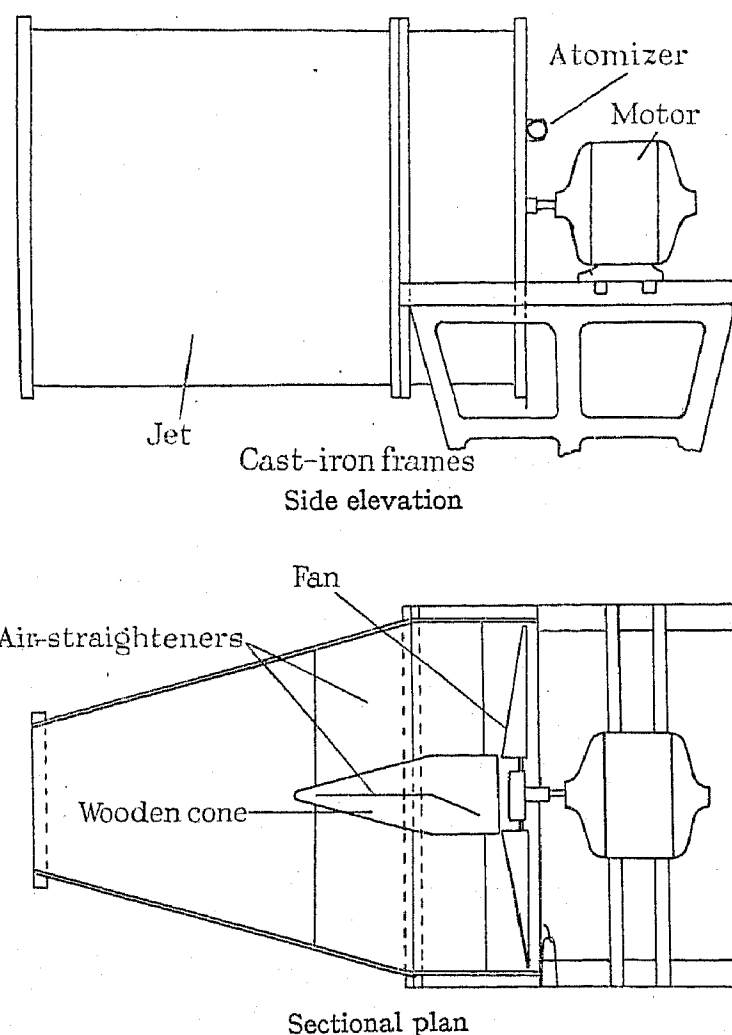 Atomizer
Motor
Jet
Cast-iron frames
Side elevation
Fan
Air-straighteners
Wooden cone
Sectional plan